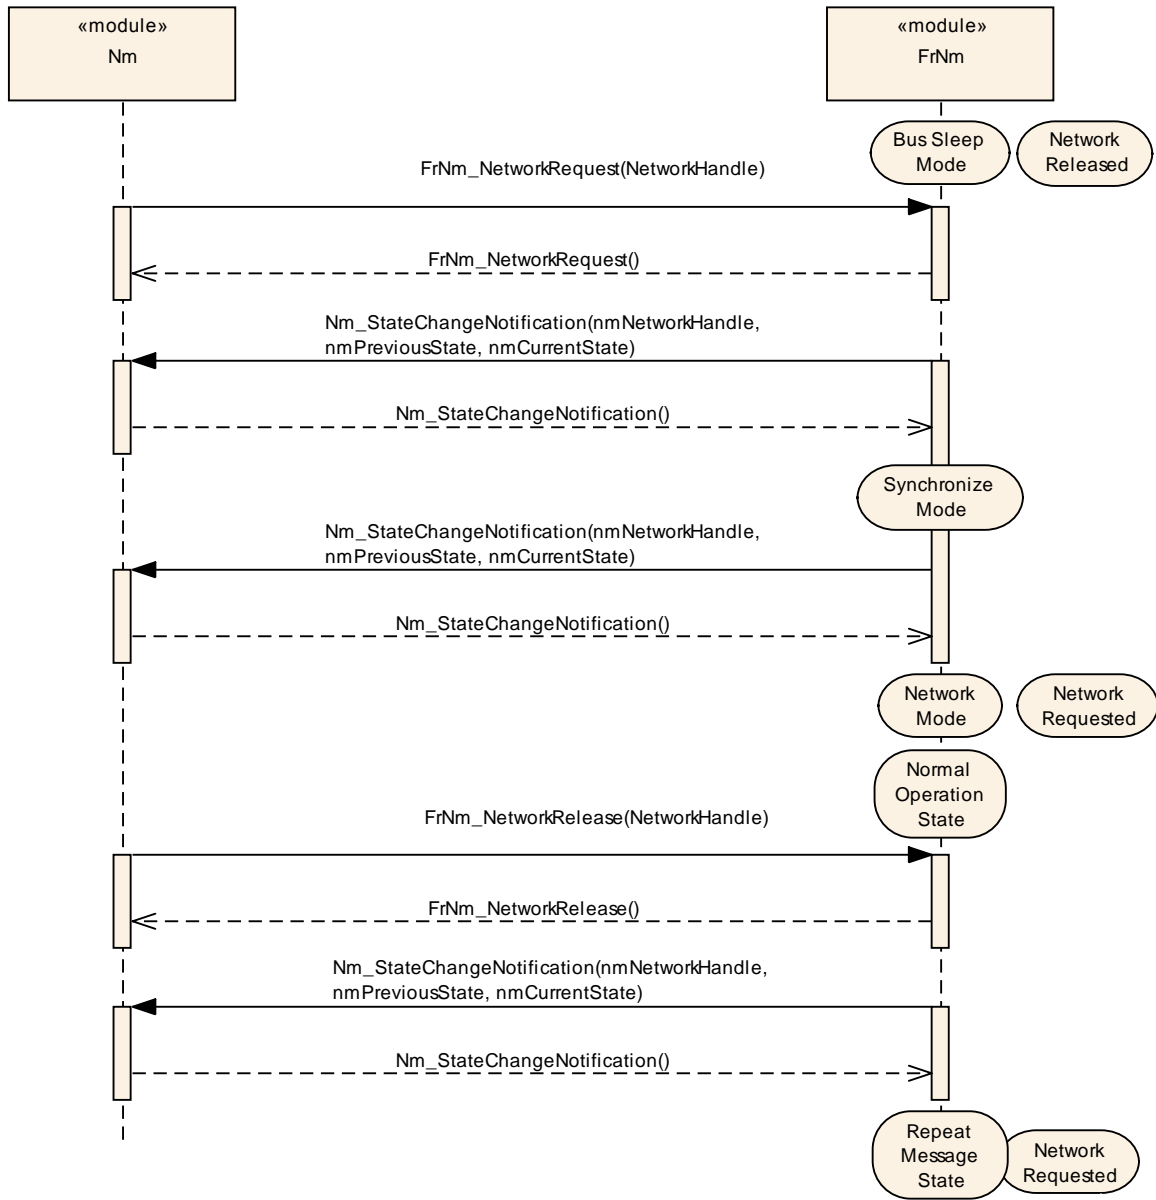 «module»
Nm
«module»
FrNm
Bus Sleep
Mode
Network
Released
FrNm_NetworkRequest(NetworkHandle)
FrNm_NetworkRequest()
Nm_StateChangeNotification(nmNetworkHandle,
nmPreviousState, nmCurrentState)
Nm_StateChangeNotification()
Synchronize
Mode
Nm_StateChangeNotification(nmNetworkHandle,
nmPreviousState, nmCurrentState)
Nm_StateChangeNotification()
Network
Mode
Network
Requested
Normal
Operation
State
FrNm_NetworkRelease(NetworkHandle)
FrNm_NetworkRelease()
Nm_StateChangeNotification(nmNetworkHandle,
nmPreviousState, nmCurrentState)
Nm_StateChangeNotification()
Repeat
Message
State
Network
Requested